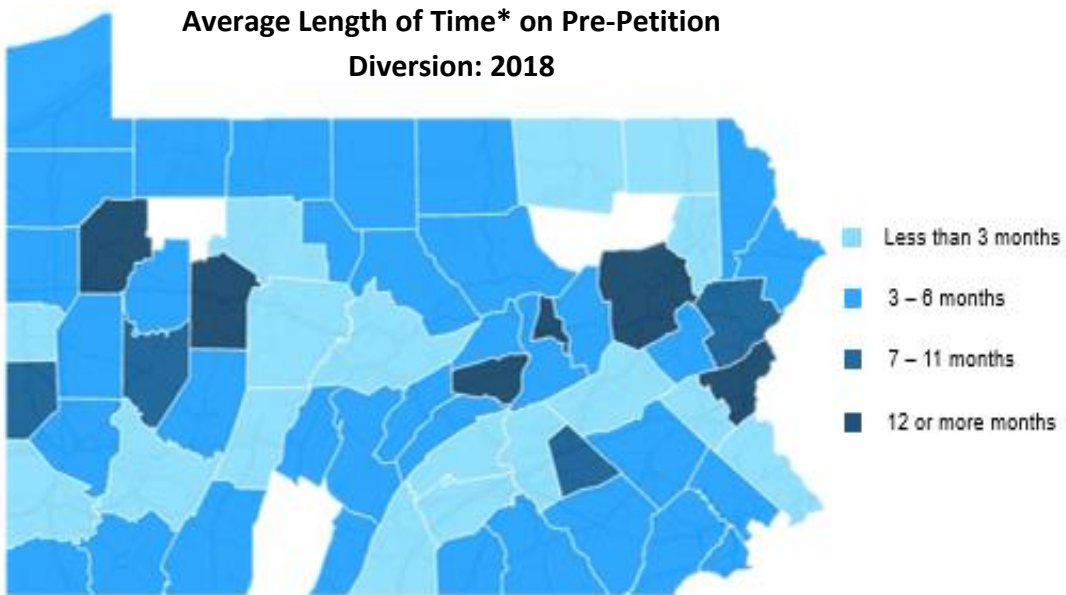 Average Length of Time* on Pre-Petition
Diversion: 2018
Less than 3 months
3 – 6 months
7 – 11 months
12 or more months